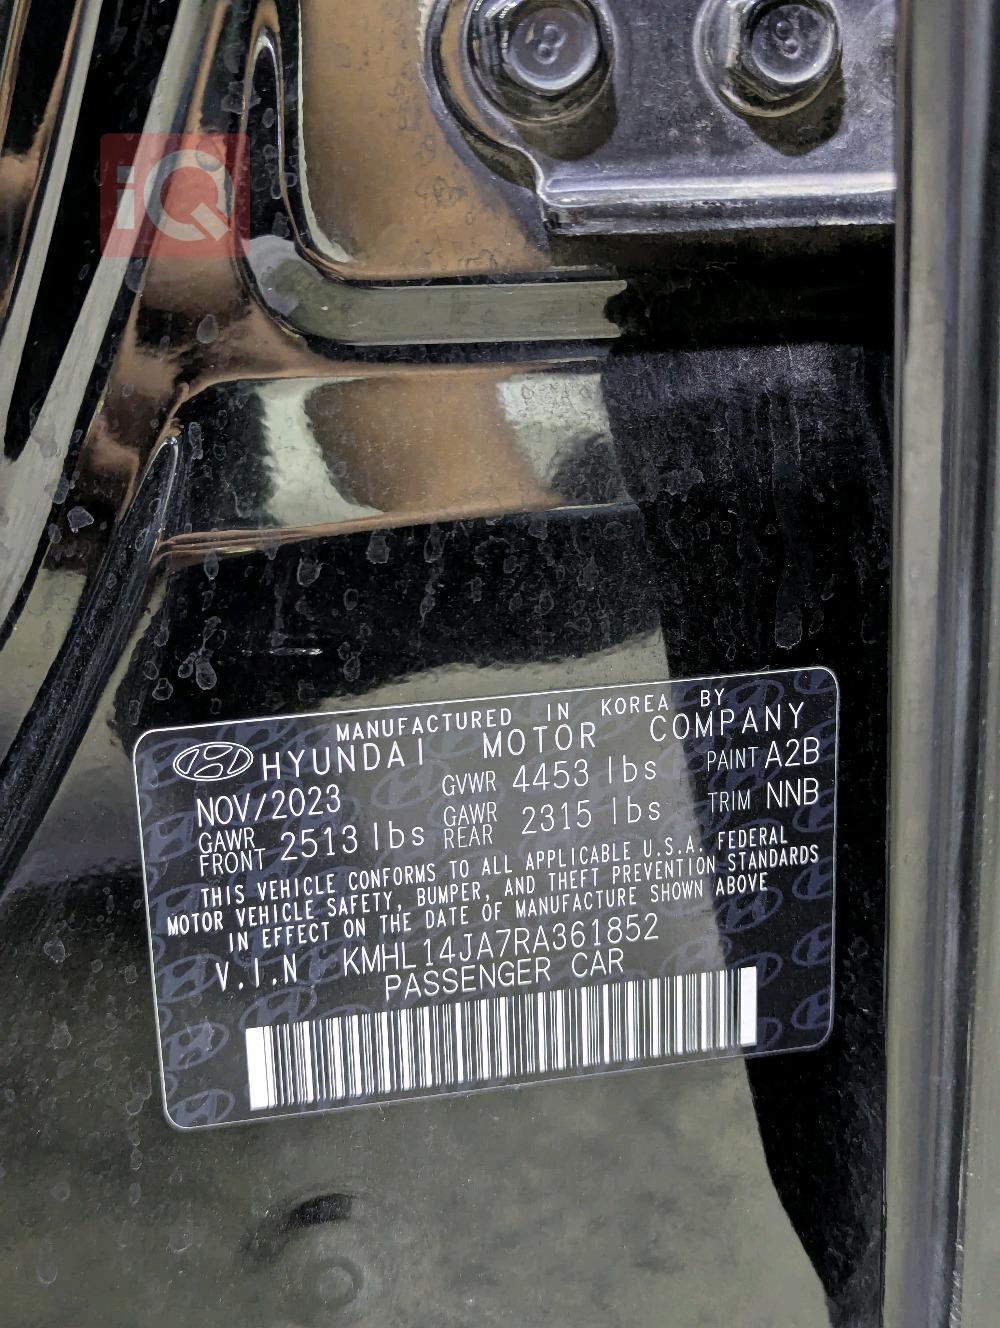 iQ
MANUFACTURED IN KOREA BY
HYUNDAI MOTOR COMPANY
NOV/2023 GVWR 4453 lbs PAINT A2B
GAWR FRONT 2513 lbs GAWR REAR 2315 lbs TRIM NNB
THIS VEHICLE CONFORMS TO ALL APPLICABLE U.S.A. FEDERAL
MOTOR VEHICLE SAFETY, BUMPER, AND THEFT PREVENTION STANDARDS
IN EFFECT ON THE DATE OF MANUFACTURE SHOWN ABOVE
V.I.N KMHL14JA7RA361852
PASSENGER CAR